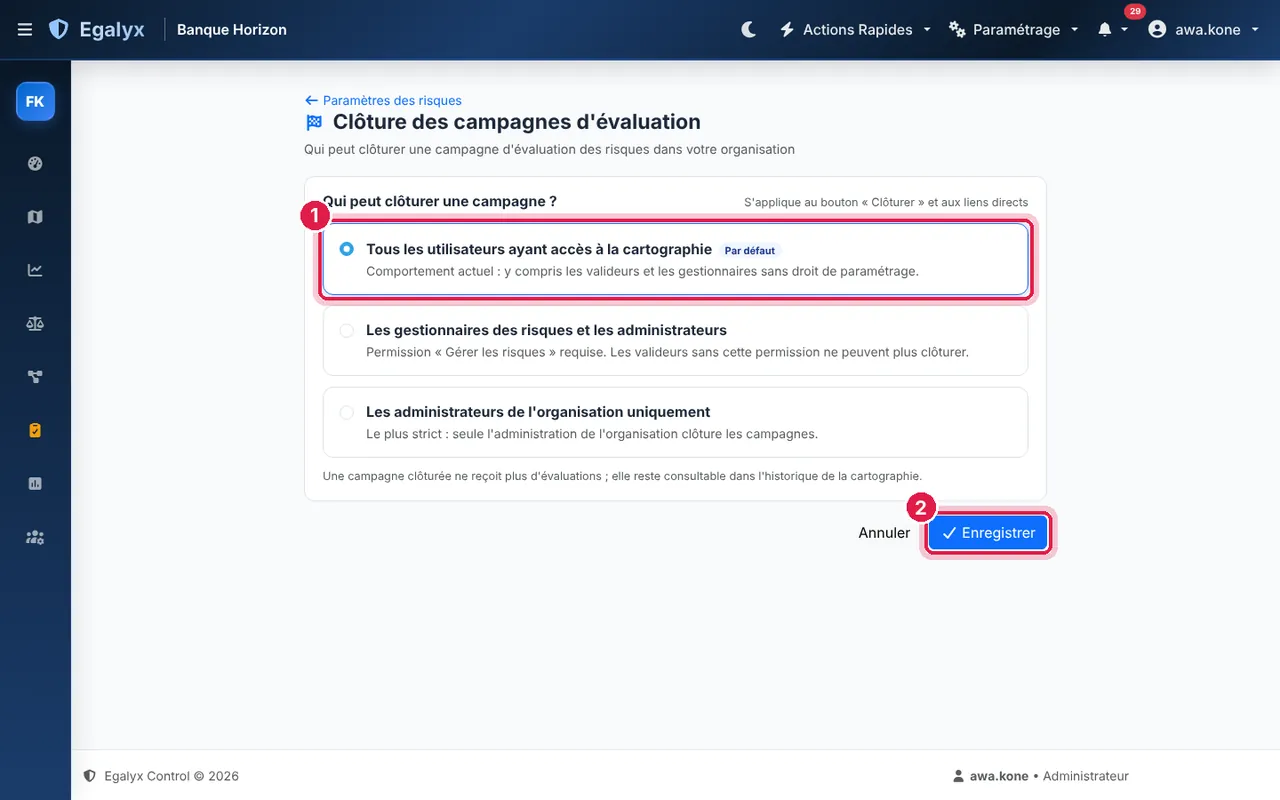 Egalyx
Banque Horizon
Actions Rapides
Paramétrage
29
awa.kone
FK
Paramètres des risques
Clôture des campagnes d'évaluation
Qui peut clôturer une campagne d'évaluation des risques dans votre organisation
Qui peut clôturer une campagne ?
S'applique au bouton « Clôturer » et aux liens directs
1
Tous les utilisateurs ayant accès à la cartographie Par défaut
Comportement actuel : y compris les valideurs et les gestionnaires sans droit de paramétrage.
Les gestionnaires des risques et les administrateurs
Permission « Gérer les risques » requise. Les valideurs sans cette permission ne peuvent plus clôturer.
Les administrateurs de l'organisation uniquement
Le plus strict : seule l'administration de l'organisation clôture les campagnes.
Une campagne clôturée ne reçoit plus d'évaluations ; elle reste consultable dans l'historique de la cartographie.
2
Annuler
Enregistrer
Egalyx Control © 2026
awa.kone • Administrateur